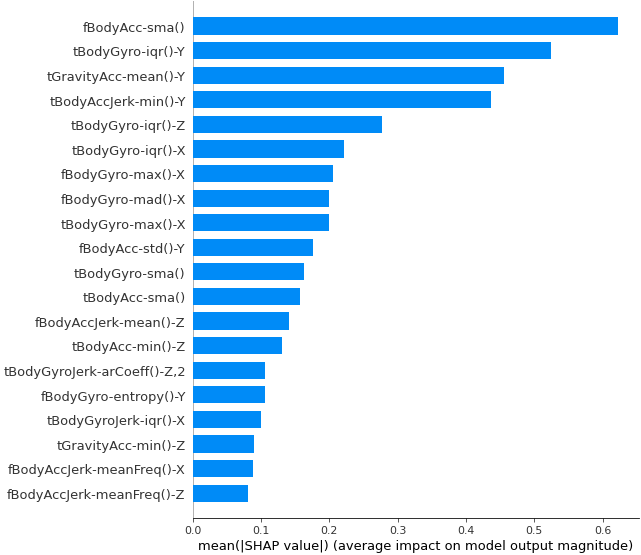 fBodyAcc-sma()
tBodyGyro-iqr()-Y
tGravityAcc-mean()-Y
tBodyAccJerk-min()-Y
tBodyGyro-iqr()-Z
tBodyGyro-iqr()-X
fBodyGyro-max()-X
fBodyGyro-mad()-X
tBodyGyro-max()-X
fBodyAcc-std()-Y
tBodyGyro-sma()
tBodyAcc-sma()
fBodyAccJerk-mean()-Z
tBodyAcc-min()-Z
tBodyGyroJerk-arCoeff()-Z,2
fBodyGyro-entropy()-Y
tBodyGyroJerk-iqr()-X
tGravityAcc-min()-Z
fBodyAccJerk-meanFreq()-X
fBodyAccJerk-meanFreq()-Z
0.0 0.1 0.2 0.3 0.4 0.5 0.6
mean(|SHAP value|) (average impact on model output magnitude)